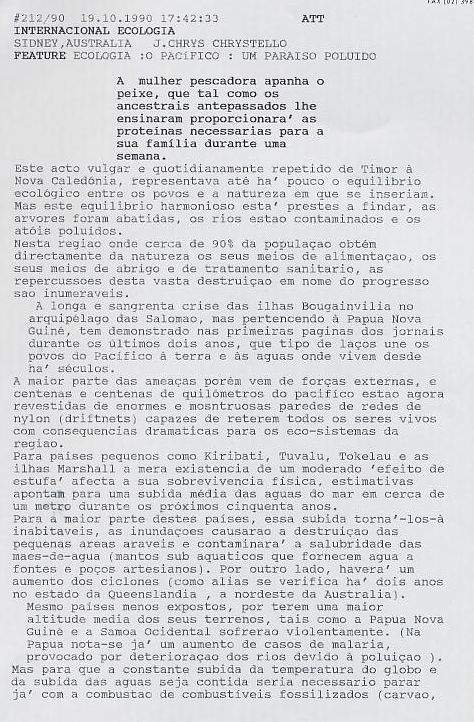 FAX (02) 398
#212/90  19.10.1990 17:42:33          ATT
INTERNACIONAL ECOLOGIA
SIDNEY,AUSTRALIA   J.CHRYS CHRYSTELLO
FEATURE ECOLOGIA :O PACIFICO : UM PARAISO POLUIDO
A  mulher pescadora apanha o
peixe, que tal como os
ancestrais antepassados lhe
ensinaram proporcionara' as
proteinas necessarias para a
sua família durante uma
semana.
Este acto vulgar e quotidianamente repetido de Timor à
Nova Caledónia, representava até ha' pouco o equilibrio
ecológico entre os povos e a natureza em que se inseriam.
Mas este equilibrio harmonioso esta' prestes a findar, as
arvores foram abatidas, os rios estao contaminados e os
atóis poluidos.
Nesta regiao onde cerca de 90% da populaçao obtém
directamente da natureza os seus meios de alimentaçao, os
seus meios de abrigo e de tratamento sanitario, as
repercussoes desta vasta destruiçao em nome do progresso
sao inumeraveis.
A longa e sangrenta crise das ilhas Bougainvilia no
arquipélago das Salomao, mas pertencendo à Papua Nova
Guiné, tem demonstrado nas primeiras paginas dos jornais
durante os últimos dois anos, que tipo de laços une os
povos do Pacífico à terra e às aguas onde vivem desde
ha' séculos.
A maior parte das ameaças porém vem de forças externas, e
centenas e centenas de quilómetros do pacifico estao agora
revestidas de enormes e mosntruosas paredes de redes de
nylon (driftnets) capazes de reterem todos os seres vivos
com consequencias dramaticas para os eco-sistemas da
regiao.
Para paises pequenos como Kiribati, Tuvalu, Tokelau e as
ilhas Marshall a mera existencia de um moderado 'efeito de
estufa' afecta a sua sobrevivencia física, estimativas
apontam para uma subida média das aguas do mar em cerca de
um metro durante os próximos cinquenta anos.
Para a maior parte destes países, essa subida torna'-los-à
inabitaveis, as inundaçoes causarao a destruiçao das
pequenas areas araveis e contaminara' a salubridade das
maes-de-agua (mantos sub aquaticos que fornecem agua a
fontes e poços artesianos). Por outro lado, havera' um
aumento dos ciclones (como alias se verifica ha' dois anos
no estado da Queenslandia , a nordeste da Australia).
Mesmo países menos expostos, por terem uma maior
altitude media dos seus terrenos, tais como a Papua Nova
Guiné e a Samoa Ocidental sofrerao violentamente. (Na
Papua nota-se ja' um aumento de casos de malaria,
provocado por deterioraçao dos rios devido à poluiçao ).
Mas para que a constante subida da temperatura do globo e
da subida das aguas seja contida seria necessario parar
ja' com a combustao de combustíveis fossilizados (carvao,